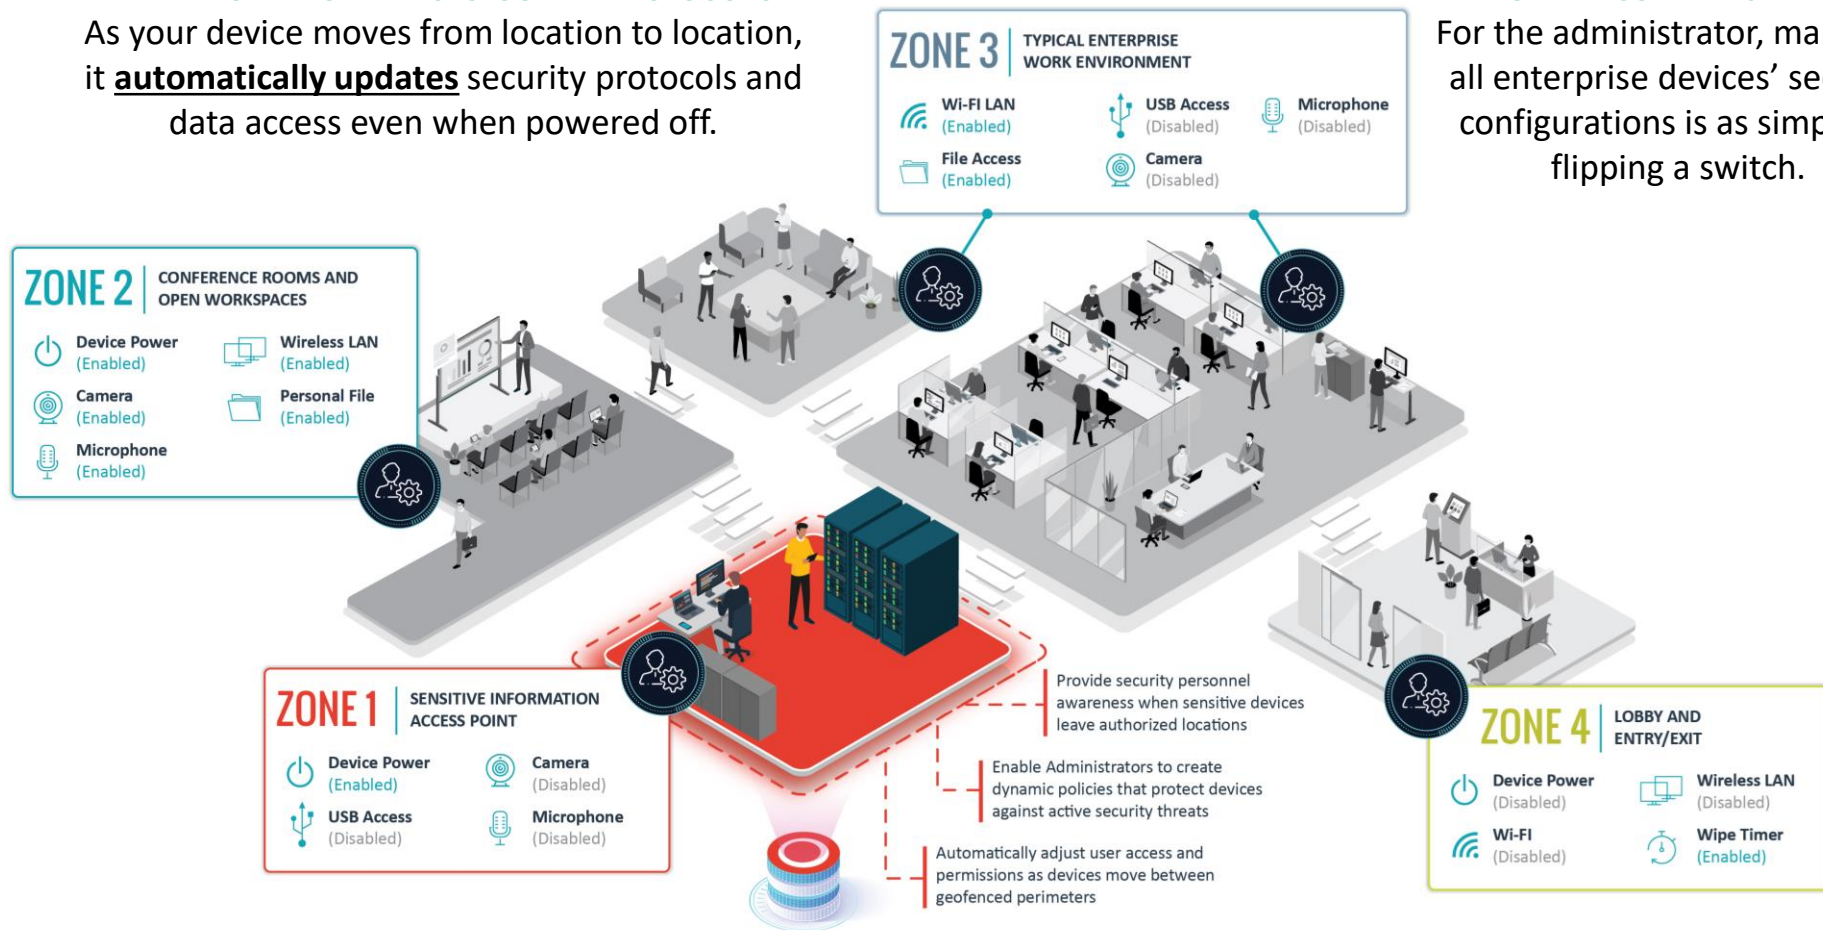 As your device moves from location to location,
it automatically updates security protocols and
data access even when powered off.
ZONE 3
TYPICAL ENTERPRISE
WORK ENVIRONMENT
Wi-FI LAN
(Enabled)
USB Access
(Disabled)
Microphone
(Disabled)
File Access
(Enabled)
Camera
(Disabled)
For the administrator,
all enterprise devices’
configurations is as
flipping a switch.
ZONE 2
CONFERENCE ROOMS AND
OPEN WORKSPACES
Device Power
(Enabled)
Wireless LAN
(Enabled)
Camera
(Enabled)
Personal File
(Enabled)
Microphone
(Enabled)
ZONE 1
SENSITIVE INFORMATION
ACCESS POINT
Device Power
(Enabled)
Camera
(Disabled)
USB Access
(Disabled)
Microphone
(Disabled)
Provide security personnel
awareness when sensitive devices
leave authorized locations
Enable Administrators to create
dynamic policies that protect devices
against active security threats
Automatically adjust user access and
permissions as devices move between
geofenced perimeters
ZONE 4
LOBBY AND
ENTRY/EXIT
Device Power
(Disabled)
Wireless LAN
(Disabled)
Wi-FI
(Disabled)
Wipe Timer
(Enabled)